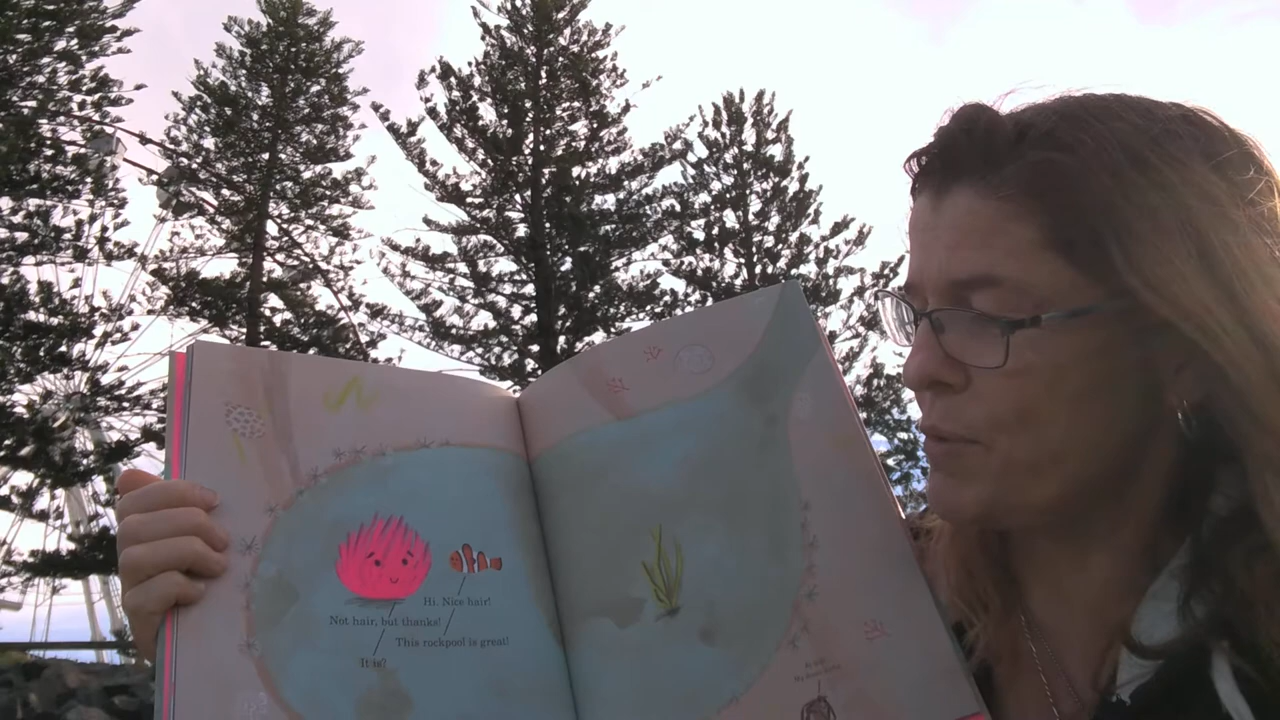 Hi. Nice hair!
Not hair, but thanks!
This rockpool is great!
It is?